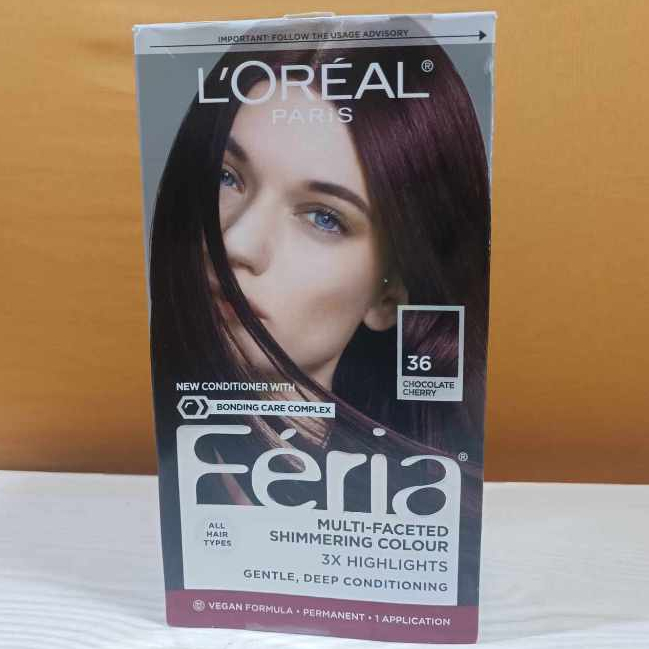 IMPORTANT: FOLLOW THE USAGE ADVISORY
L'ORÉAL®
PARIS
36
CHOCOLATE
CHERRY
NEW CONDITIONER WITH
BONDING CARE COMPLEX
Féria®
ALL
HAIR
TYPES
MULTI-FACETED
SHIMMERING COLOUR
3X HIGHLIGHTS
GENTLE, DEEP CONDITIONING
VEGAN FORMULA • PERMANENT • 1 APPLICATION